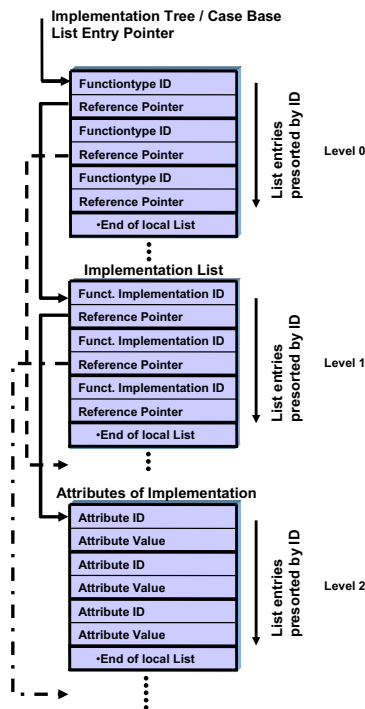 Implementation Tree / Case Base
List Entry Pointer
Functiontype ID
Reference Pointer
Functiontype ID
Reference Pointer
Functiontype ID
Reference Pointer
•End of local List
List entries
presorted by ID
Level 0
Implementation List
Funct. Implementation ID
Reference Pointer
Funct. Implementation ID
Reference Pointer
Funct. Implementation ID
Reference Pointer
•End of local List
List entries
presorted by ID
Level 1
Attributes of Implementation
Attribute ID
Attribute Value
Attribute ID
Attribute Value
Attribute ID
Attribute Value
•End of local List
List entries
presorted by ID
Level 2